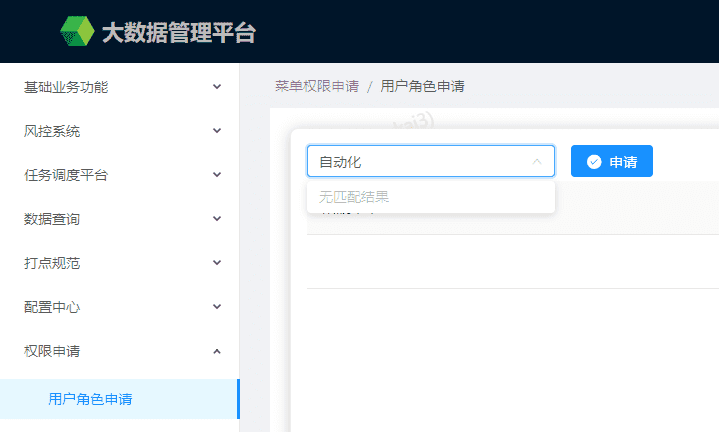 大数据管理平台
基础业务功能
菜单权限申请 / 用户角色申请
风控系统
自动化
申请
任务调度平台
无匹配结果
数据查询
打点规范
配置中心
权限申请
用户角色申请